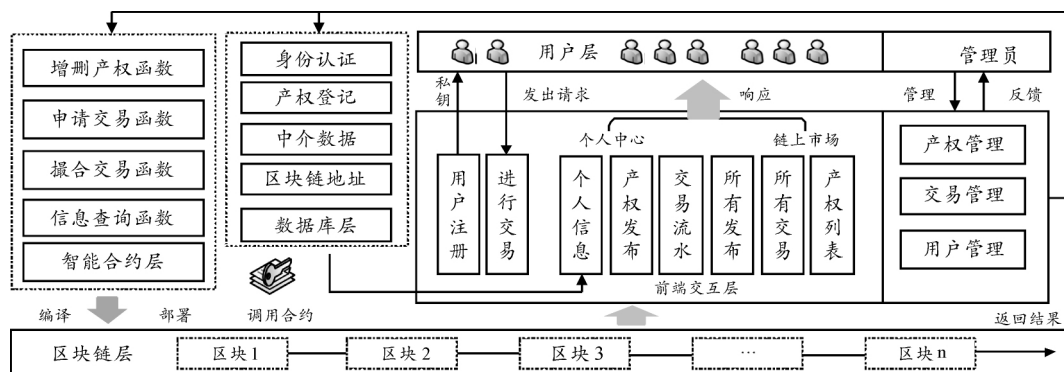 增删产权函数
申请交易函数
撮合交易函数
信息查询函数
智能合约层
身份认证
产权登记
中介数据
区块链地址
数据库层
用户层
管理员
私钥
发出请求
响应
管理
反馈
个人中心
链上市场
用户注册
进行交易
个人信息
产权发布
交易流水
所有发布
所有交易
产权列表
产权管理
交易管理
用户管理
前端交互层
编译
部署
调用合约
返回结果
区块链层
区块1
区块2
区块3
…
区块n